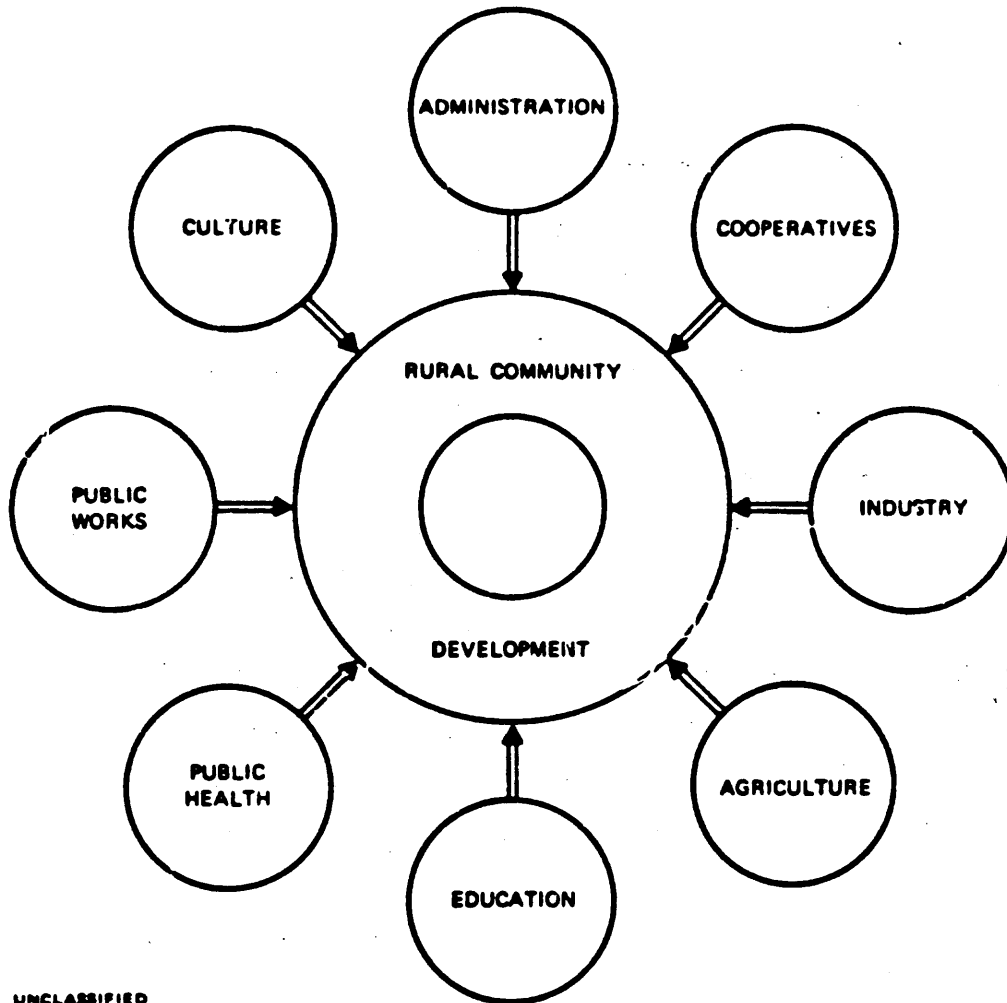 ADMINISTRATION
CULTURE
COOPERATIVES
RURAL COMMUNITY
PUBLIC
WORKS
INDUSTRY
DEVELOPMENT
PUBLIC
HEALTH
AGRICULTURE
EDUCATION
UNCLASSIFIED